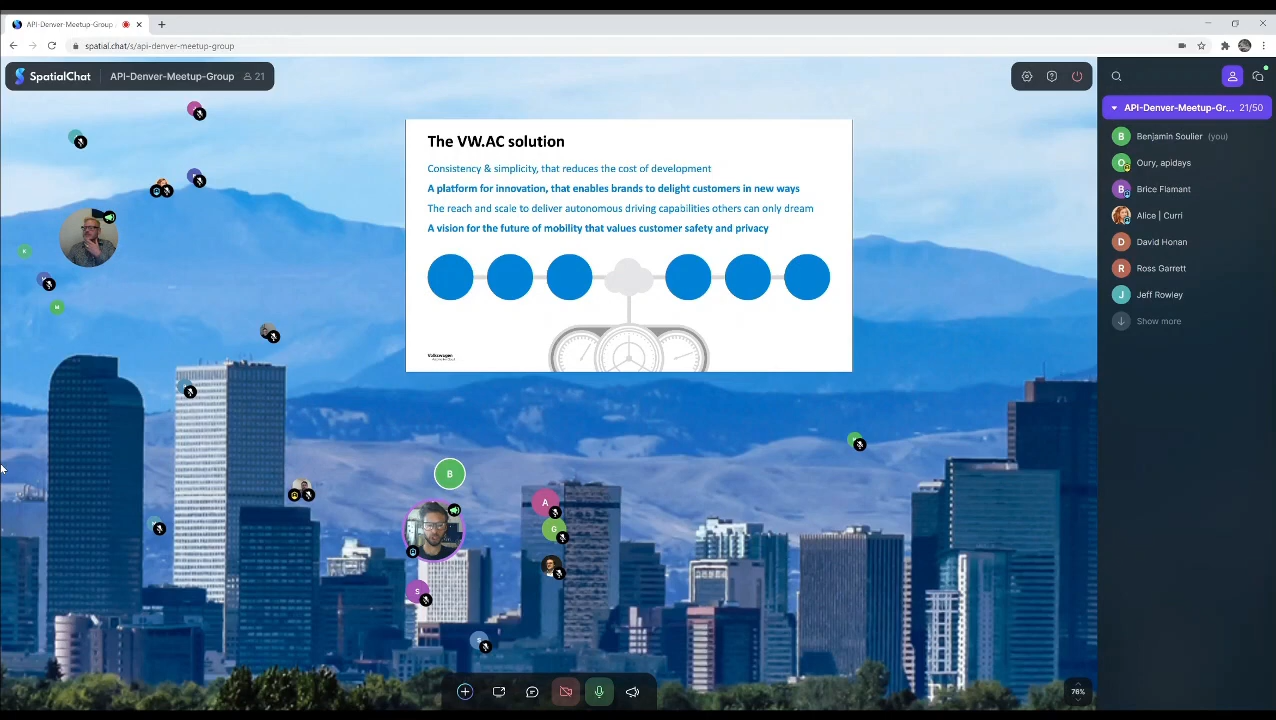 API-Denver-Meetup-Group
spatial.chat/s/api-denver-meetup-group
SpatialChat
API-Denver-Meetup-Group
21
API-Denver-Meetup-Gr... 21/50
Benjamin Soulier (you)
Oury, apidays
Brice Flamant
Alice | Curri
David Honan
Ross Garrett
Jeff Rowley
Show more
The VW.AC solution
Consistency & simplicity, that reduces the cost of development
A platform for innovation, that enables brands to delight customers in new ways
The reach and scale to deliver autonomous driving capabilities others can only dream
A vision for the future of mobility that values customer safety and privacy
Volkswagen
B
A
G
S
76%